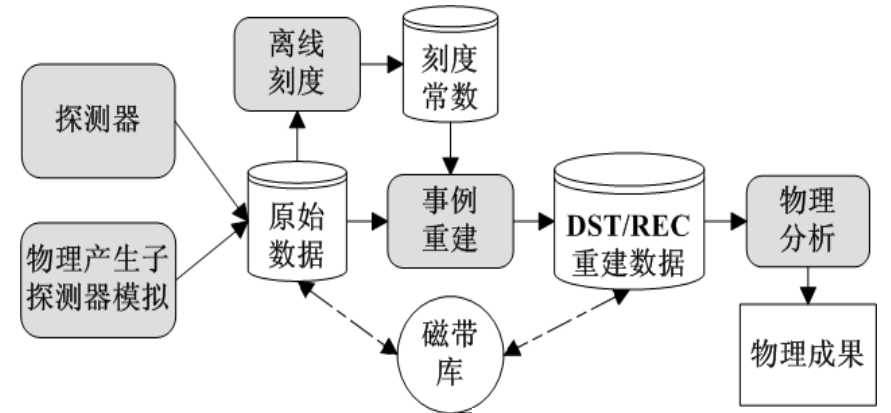 探测器
物理产生子
探测器模拟
离线
刻度
刻度
常数
原始
数据
事例
重建
DST/REC
重建数据
物理
分析
磁带
库
物理成果